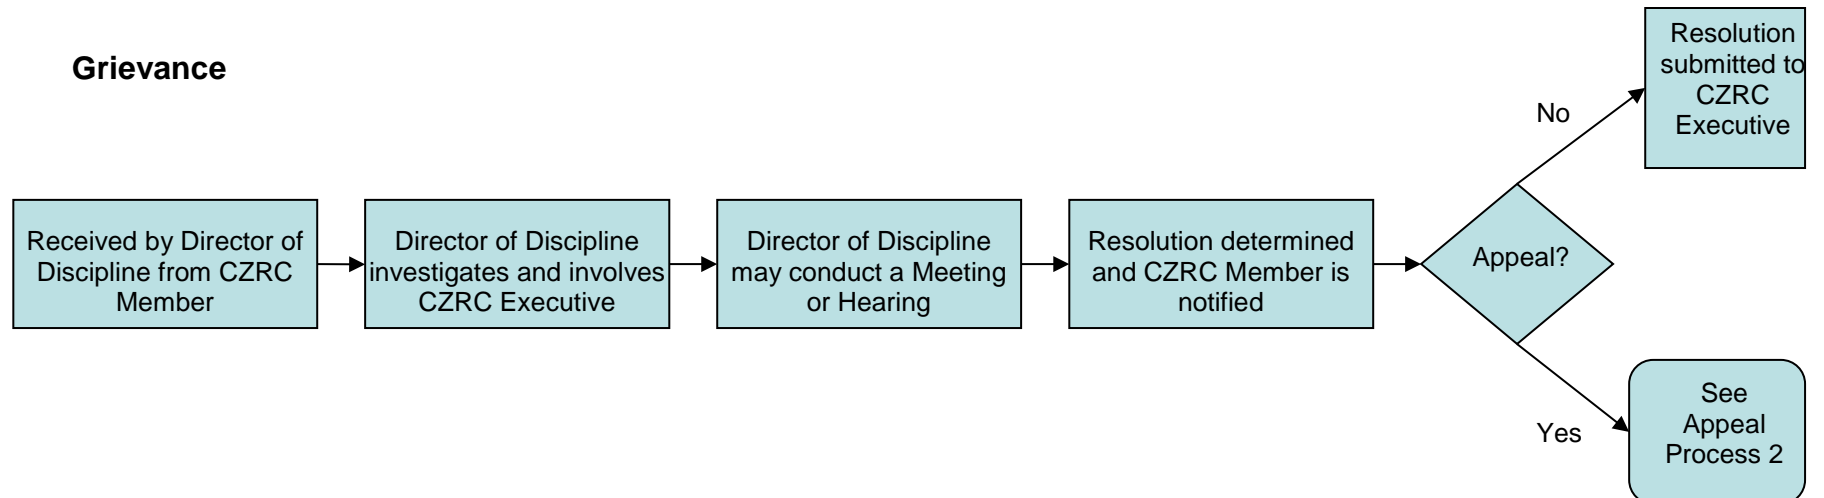 Grievance
Received by Director of
Discipline from CZRC
Member
Director of Discipline
investigates and involves
CZRC Executive
Director of Discipline
may conduct a Meeting
or Hearing
Resolution determined
and CZRC Member is
notified
Appeal?
No
Resolution
submitted to
CZRC
Executive
Yes
See
Appeal
Process 2